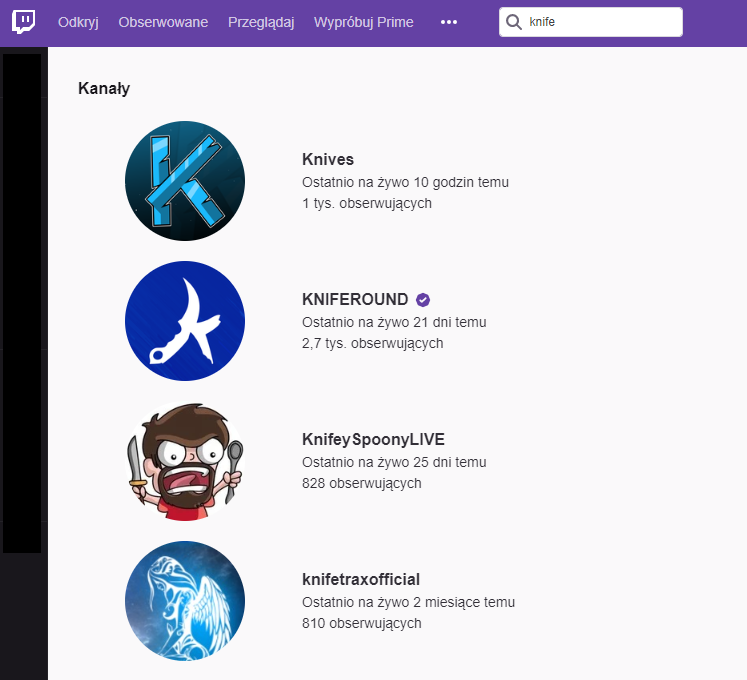 Odkryj Obserwowane Przeglądaj Wypróbuj Prime ••• knife
Kanały
Knives
Ostatnio na żywo 10 godzin temu
1 tys. obserwujących
KNIFEROUND
Ostatnio na żywo 21 dni temu
2,7 tys. obserwujących
KnifeySpoonyLIVE
Ostatnio na żywo 25 dni temu
828 obserwujących
knifetraxofficial
Ostatnio na żywo 2 miesiące temu
810 obserwujących